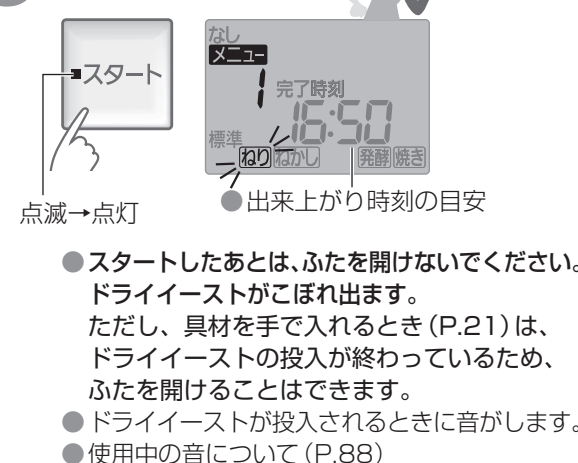 スタート
点滅→点灯
なし
メニュー
1
完了時刻
16:50
標準
ねり ねかし 発酵 焼き
●出来上がり時刻の目安
●スタートしたあとは、ふたを開けないでください。
ドライイーストがこぼれ出ます。
ただし、具材を手で入れるとき(P.21)は、
ドライイーストの投入が終わっているため、
ふたを開けることはできます。
●ドライイーストが投入されるときに音がします。
●使用中の音について(P.88)